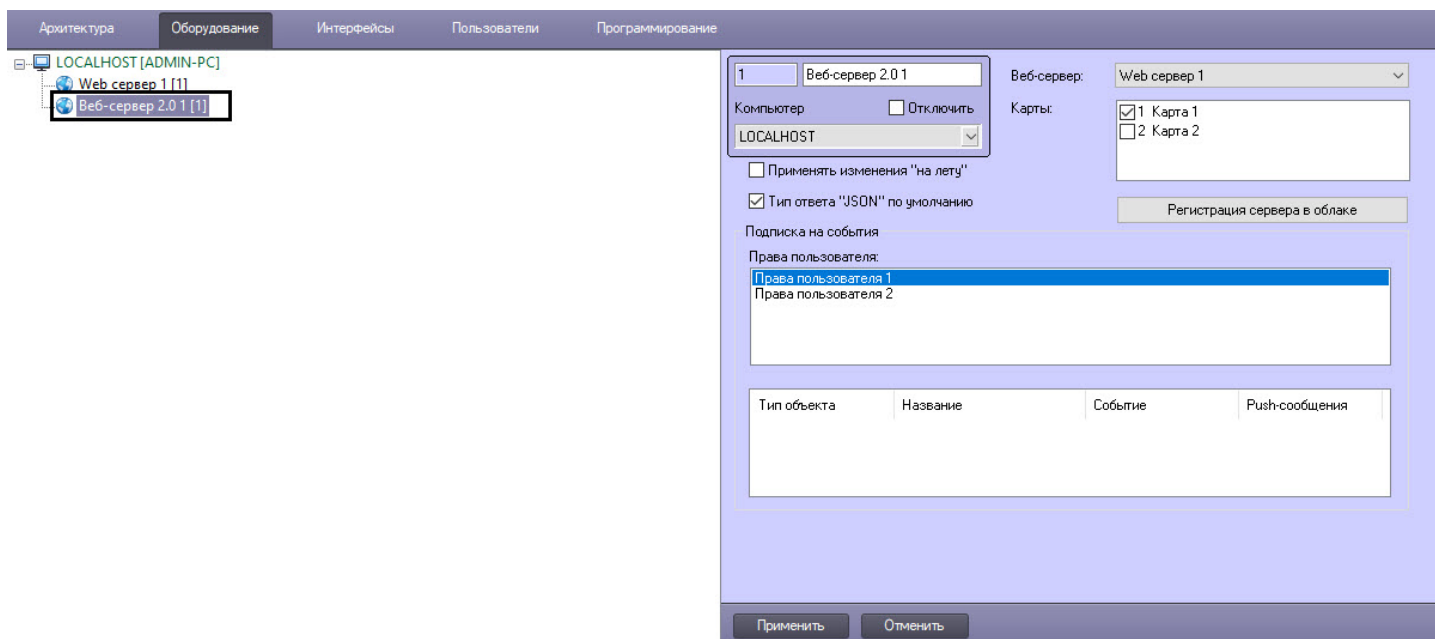 Архитектура Оборудование Интерфейсы Пользователи Программирование
LOCALHOST [ADMIN-PC]
Web сервер 1 [1]
Веб-сервер 2.0 1 [1]
1 Веб-сервер 2.0 1
Компьютер Отключить
LOCALHOST
Веб-сервер: Web сервер 1
Карты: 1 Карта 1
2 Карта 2
Применять изменения "на лету"
Тип ответа "JSON" по умолчанию
Регистрация сервера в облаке
Подписка на события
Права пользователя:
Права пользователя 1
Права пользователя 2
Тип объекта Название Событие Push-сообщения
Применить Отменить